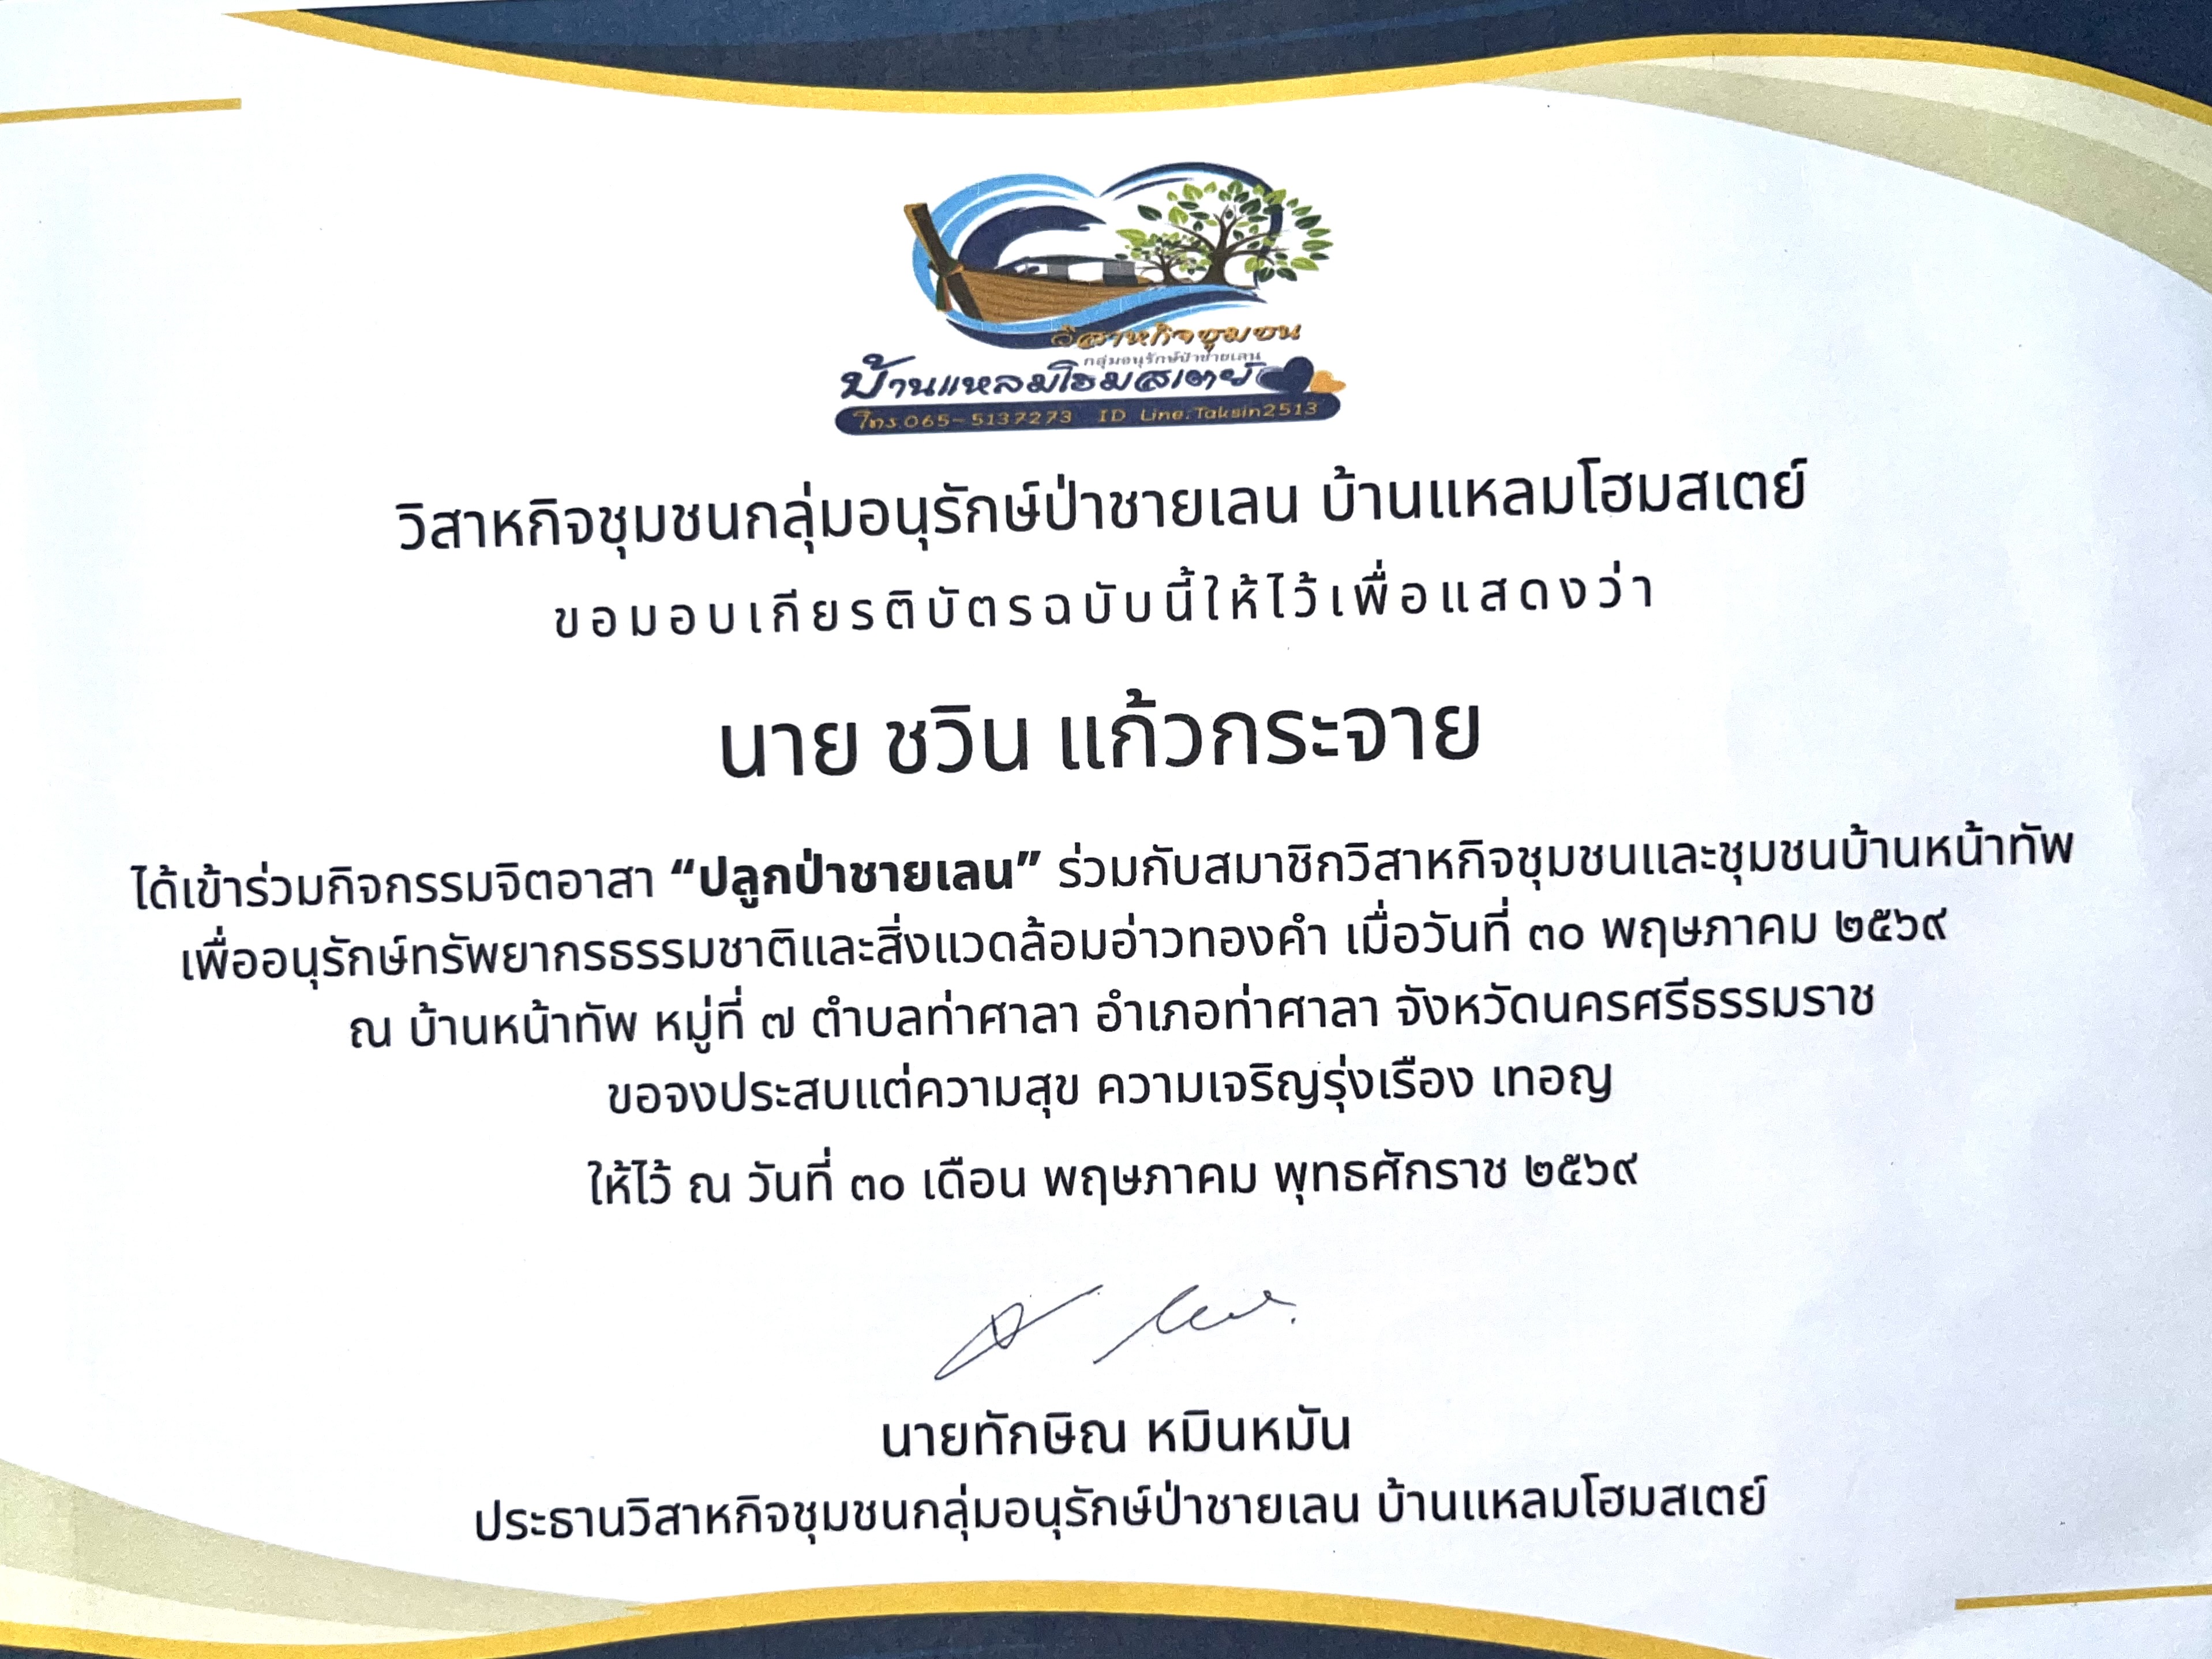 วิสาหกิจชุมชน
กลุ่มอนุรักษ์ป่าชายเลน
บ้านแหลมโฮมสเตย์
โทร.065-5137273 ID Line:Taksin2513
วิสาหกิจชุมชนกลุ่มอนุรักษ์ป่าชายเลน บ้านแหลมโฮมสเตย์
ขอมอบเกียรติบัตรฉบับนี้ให้ไว้เพื่อแสดงว่า
นาย ชวิน แก้วกระจาย
ได้เข้าร่วมกิจกรรมจิตอาสา “ปลูกป่าชายเลน” ร่วมกับสมาชิกวิสาหกิจชุมชนและชุมชนบ้านหน้าทัพ
เพื่ออนุรักษ์ทรัพยากรธรรมชาติและสิ่งแวดล้อมอ่าวทองคำ เมื่อวันที่ ๓๐ พฤษภาคม ๒๕๖๙
ณ บ้านหน้าทัพ หมู่ที่ ๗ ตำบลท่าศาลา อำเภอท่าศาลา จังหวัดนครศรีธรรมราช
ขอจงประสบแต่ความสุข ความเจริญรุ่งเรือง เทอญ
ให้ไว้ ณ วันที่ ๓๐ เดือน พฤษภาคม พุทธศักราช ๒๕๖๙
นายทักษิณ หมินหมัน
ประธานวิสาหกิจชุมชนกลุ่มอนุรักษ์ป่าชายเลน บ้านแหลมโฮมสเตย์